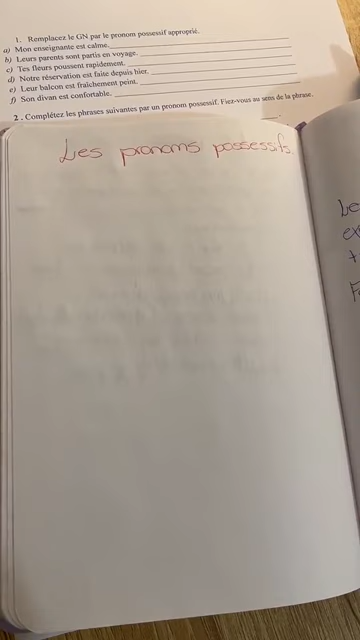 1. Remplacez le GN par le pronom possessif approprié.
a) Mon enseignante est calme.
b) Leurs parents sont partis en voyage.
c) Tes fleurs poussent rapidement.
d) Notre réservation est faite depuis hier.
e) Leur balcon est fraîchement peint.
f) Son divan est confortable.
2. Complétez les phrases suivantes par un pronom possessif. Fiez-vous au sens de la phrase.
Les pronoms possessifs.
Le
ex